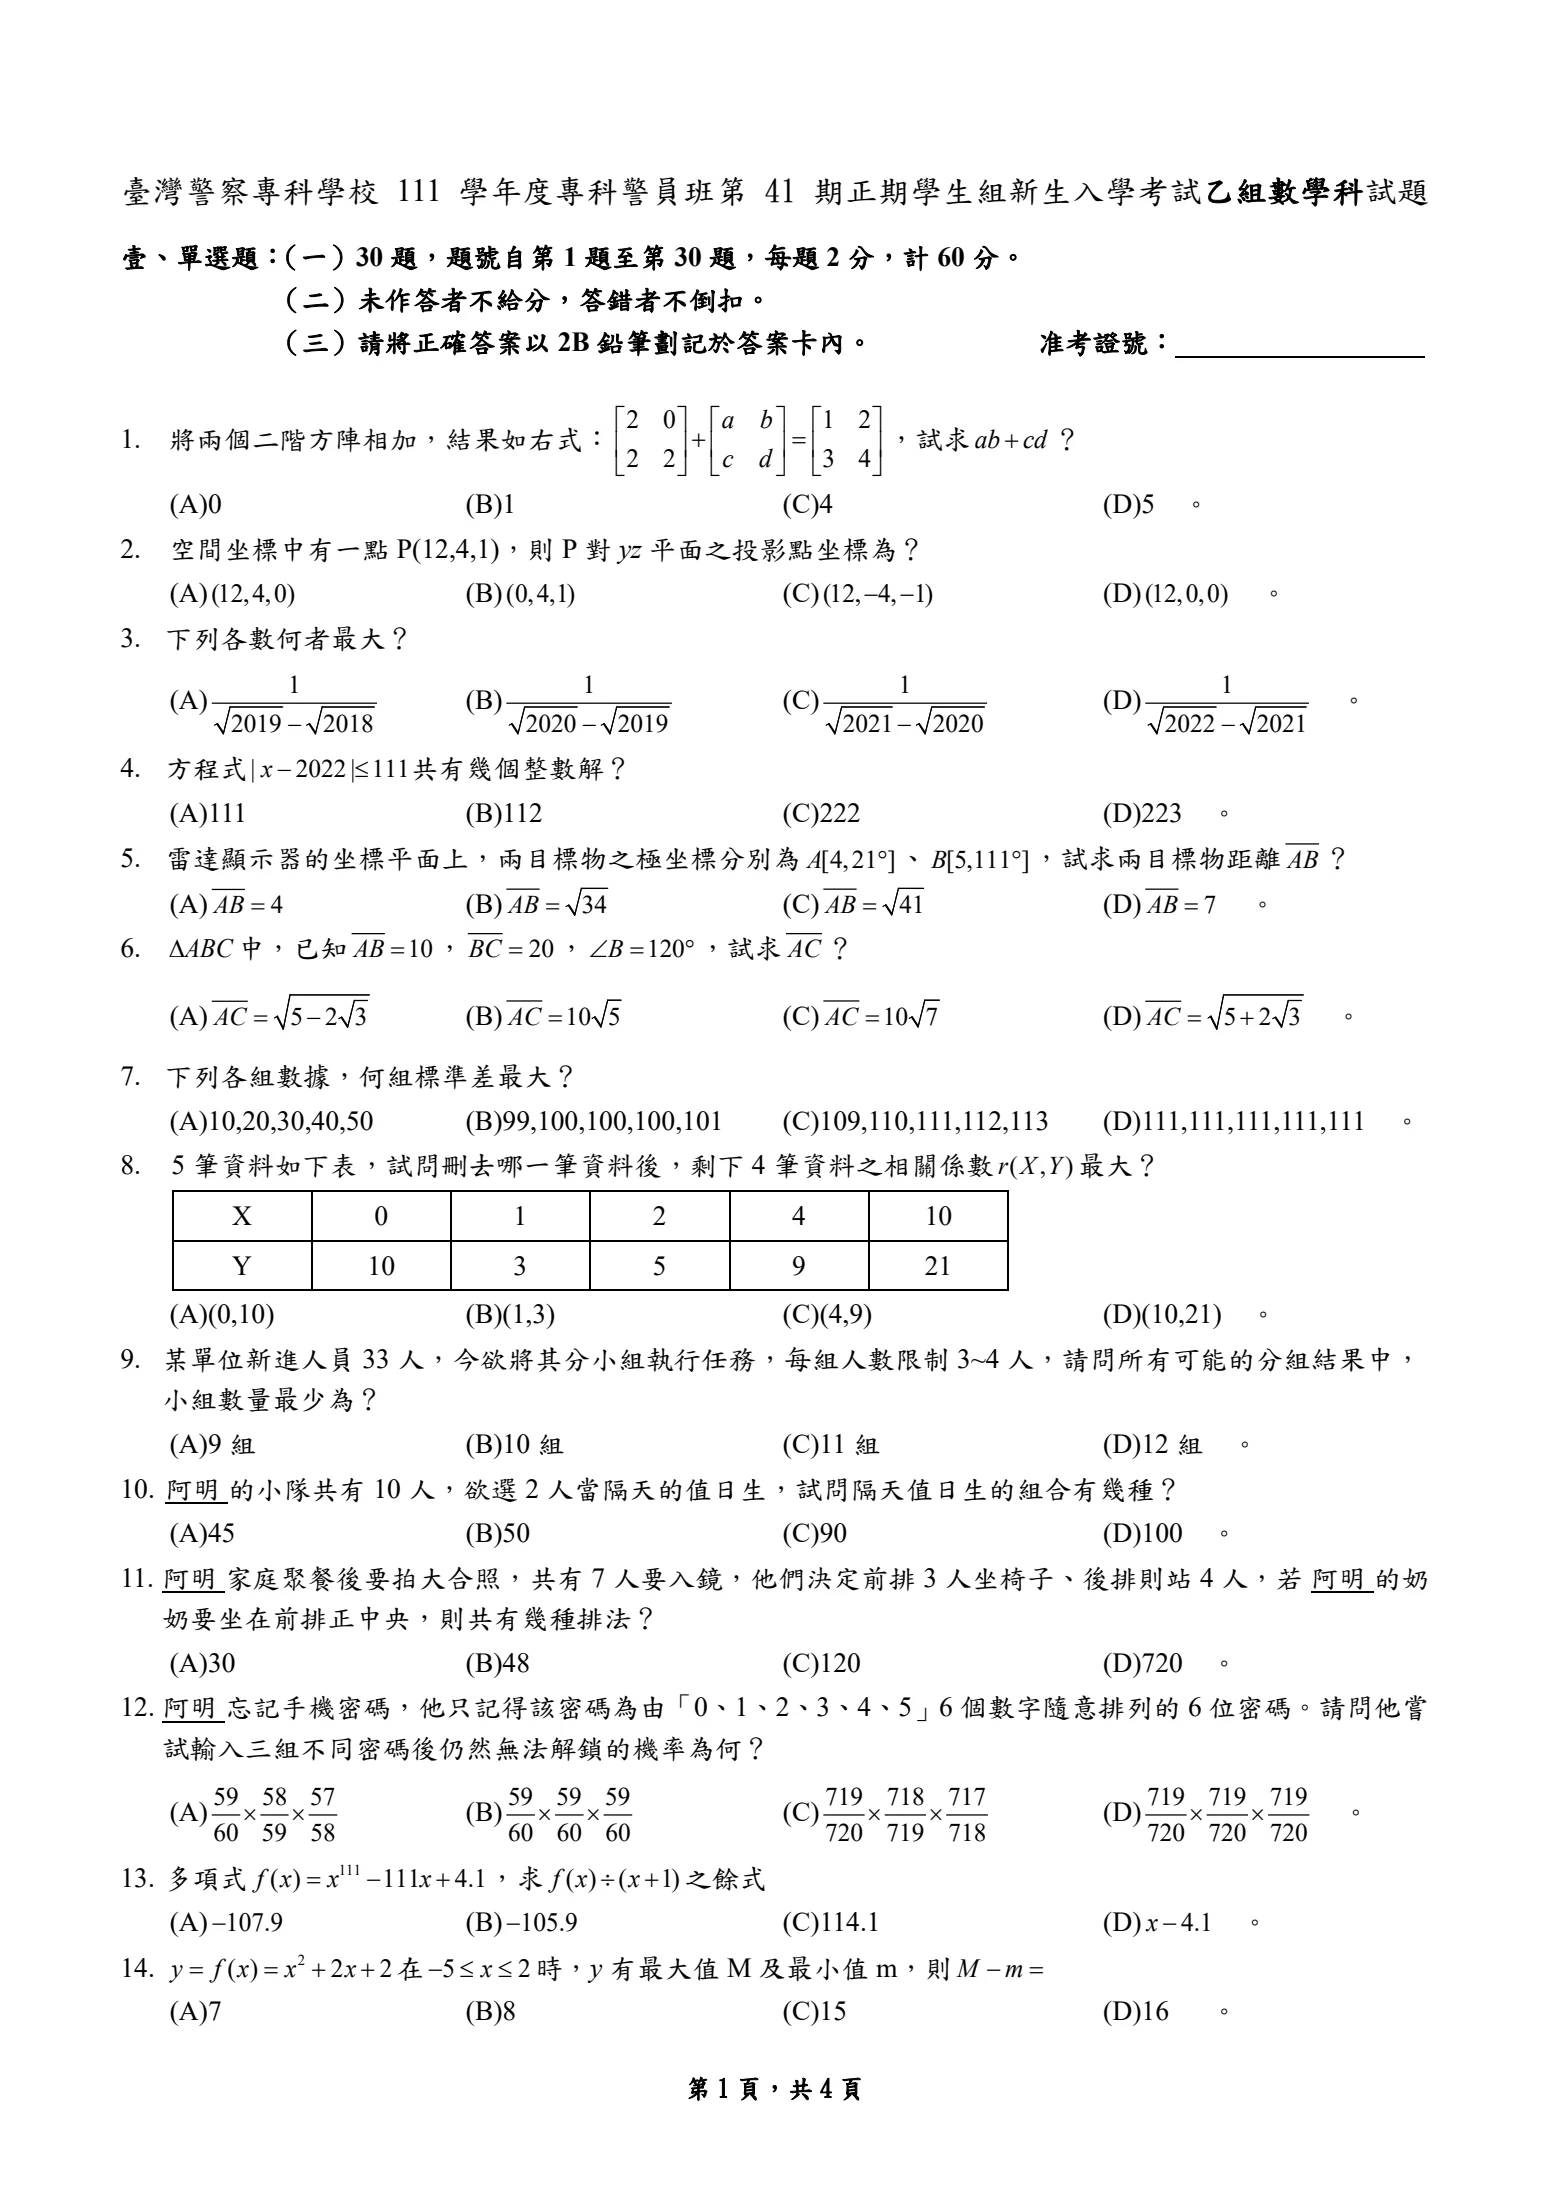 臺灣警察專科學校 111 學年度專科警員班第 41 期正期學生組新生入學考試乙組數學科試題
壹、單選題：（一）30 題，題號自第 1 題至第 30 題，每題 2 分，計 60 分。
（二）未作答者不給分，答錯者不倒扣。
（三）請將正確答案以 2B 鉛筆劃記於答案卡內。 准考證號：
1. 將兩個二階方陣相加，結果如右式：[2 0; 2 2]+[a b; c d]=[1 2; 3 4]，試求 ab+cd？
(A)0 (B)1 (C)4 (D)5 。
2. 空間坐標中有一點 P(12,4,1)，則 P 對 yz 平面之投影點坐標為？
(A)(12,4,0) (B)(0,4,1) (C)(12,−4,−1) (D)(12,0,0) 。
3. 下列各數何者最大？
(A) 1/(√2019−√2018) (B) 1/(√2020−√2019) (C) 1/(√2021−√2020) (D) 1/(√2022−√2021) 。
4. 方程式|x−2022|≤111共有幾個整數解？
(A)111 (B)112 (C)222 (D)223 。
5. 雷達顯示器的坐標平面上，兩目標物之極坐標分別為 A[4,21°]、B[5,111°]，試求兩目標物距離 A̅B̅？
(A) A̅B̅=4 (B) A̅B̅=√34 (C) A̅B̅=√41 (D) A̅B̅=7 。
6. ΔABC 中，已知 A̅B̅=10，B̅C̅=20，∠B=120°，試求 A̅C̅？
(A) A̅C̅=√(5−2√3) (B) A̅C̅=10√5 (C) A̅C̅=10√7 (D) A̅C̅=√(5+2√3) 。
7. 下列各組數據，何組標準差最大？
(A)10,20,30,40,50 (B)99,100,100,100,101 (C)109,110,111,112,113 (D)111,111,111,111,111 。
8. 5 筆資料如下表，試問刪去哪一筆資料後，剩下 4 筆資料之相關係數 r(X,Y) 最大？
X 0 1 2 4 10
Y 10 3 5 9 21
(A)(0,10) (B)(1,3) (C)(4,9) (D)(10,21) 。
9. 某單位新進人員 33 人，今欲將其分小組執行任務，每組人數限制 3~4 人，請問所有可能的分組結果中，
小組數量最少為？
(A)9 組 (B)10 組 (C)11 組 (D)12 組 。
10. 阿明 的小隊共有 10 人，欲選 2 人當隔天的值日生，試問隔天值日生的組合有幾種？
(A)45 (B)50 (C)90 (D)100 。
11. 阿明 家庭聚餐後要拍大合照，共有 7 人要入鏡，他們決定前排 3 人坐椅子、後排則站 4 人，若 阿明 的奶
奶要坐在前排正中央，則共有幾種排法？
(A)30 (B)48 (C)120 (D)720 。
12. 阿明 忘記手機密碼，他只記得該密碼為由「0、1、2、3、4、5」6 個數字隨意排列的 6 位密碼。請問他嘗
試輸入三組不同密碼後仍然無法解鎖的機率為何？
(A) 59/60×58/59×57/58 (B) 59/60×59/60×59/60 (C) 719/720×718/719×717/718 (D) 719/720×719/720×719/720 。
13. 多項式 f(x)=x¹¹¹−111x+4.1，求 f(x)÷(x+1) 之餘式
(A)−107.9 (B)−105.9 (C)114.1 (D)x−4.1 。
14. y=f(x)=x²+2x+2 在 −5≤x≤2 時，y 有最大值 M 及最小值 m，則 M−m=
(A)7 (B)8 (C)15 (D)16 。
第 1 頁，共 4 頁